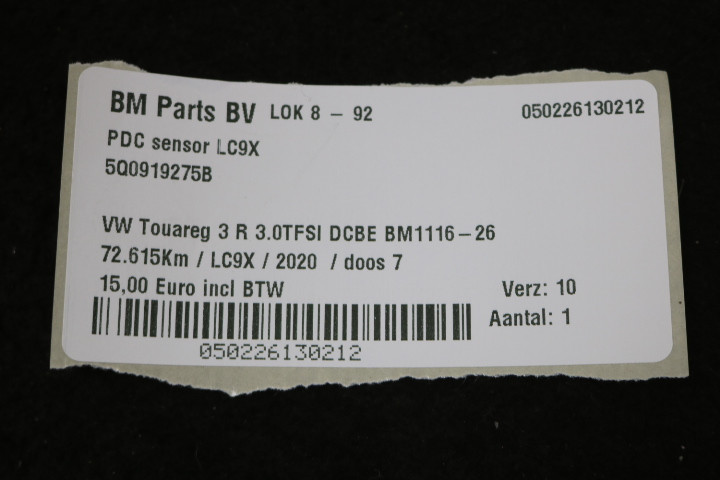 BM Parts BV LOK 8 - 92 050226130212
PDC sensor LC9X
5Q0919275B
VW Touareg 3 R 3.0TFSI DCBE BM1116-26
72.615Km / LC9X / 2020 / doos 7
15,00 Euro incl BTW Verz: 10
Aantal: 1
050226130212